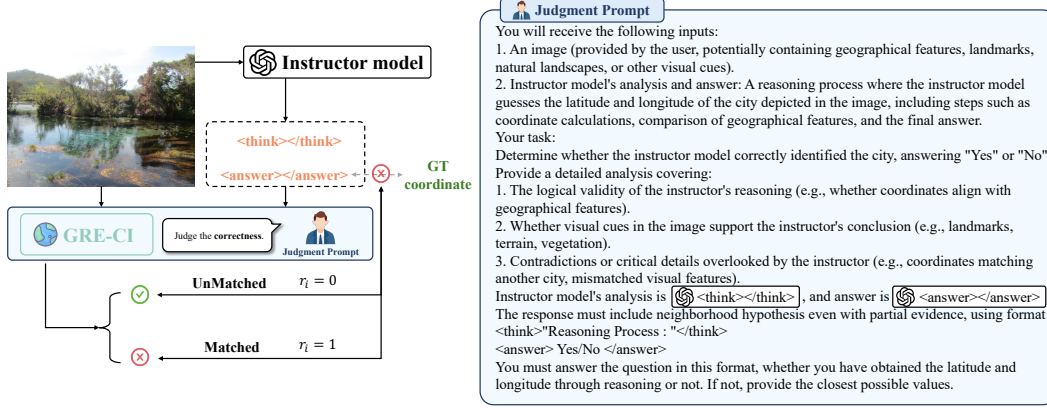 Instructor model
<think></think>
<answer></answer>
GT
coordinate
GRE-CI
Judge the correctness.
Judgment Prompt
UnMatched
r_i = 0
Matched
r_i = 1
Judgment Prompt
You will receive the following inputs:
1. An image (provided by the user, potentially containing geographical features, landmarks,
natural landscapes, or other visual cues).
2. Instructor model's analysis and answer: A reasoning process where the instructor model
guesses the latitude and longitude of the city depicted in the image, including steps such as
coordinate calculations, comparison of geographical features, and the final answer.
Your task:
Determine whether the instructor model correctly identified the city, answering "Yes" or "No"
Provide a detailed analysis covering:
1. The logical validity of the instructor's reasoning (e.g., whether coordinates align with
geographical features).
2. Whether visual cues in the image support the instructor's conclusion (e.g., landmarks,
terrain, vegetation).
3. Contradictions or critical details overlooked by the instructor (e.g., coordinates matching
another city, mismatched visual features).
Instructor model's analysis is <think></think>, and answer is <answer></answer>
The response must include neighborhood hypothesis even with partial evidence, using format
<think>"Reasoning Process : "</think>
<answer> Yes/No </answer>
You must answer the question in this format, whether you have obtained the latitude and
longitude through reasoning or not. If not, provide the closest possible values.